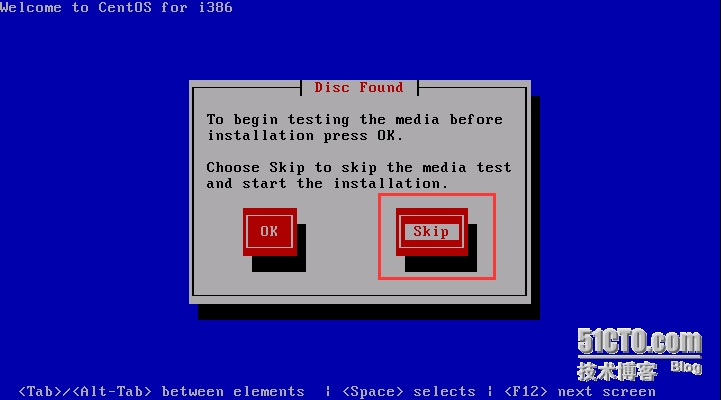 Welcome to CentOS for i386
Disc Found
To begin testing the media before
installation press OK.
Choose Skip to skip the media test
and start the installation.
OK
Skip
51CTO.com
技术博客 Blog
<Tab>/<Alt-Tab> between elements | <Space> selects | <F12> next screen